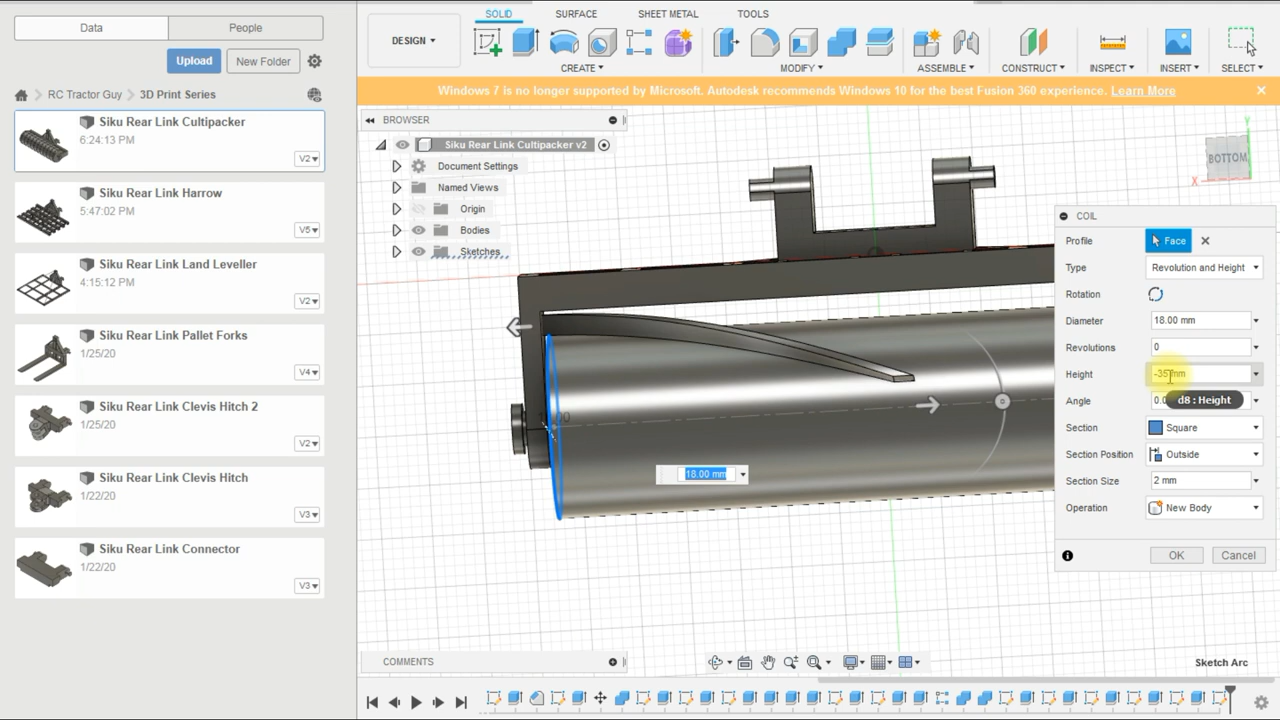 Data
People
Upload
New Folder
RC Tractor Guy > 3D Print Series
Siku Rear Link Cultipacker
6:24:13 PM
V2▾
Siku Rear Link Harrow
5:47:02 PM
V5▾
Siku Rear Link Land Leveller
4:15:12 PM
V2▾
Siku Rear Link Pallet Forks
1/25/20
V4▾
Siku Rear Link Clevis Hitch 2
1/25/20
V2▾
Siku Rear Link Clevis Hitch
1/22/20
V3▾
Siku Rear Link Connector
1/22/20
V3▾
SOLID SURFACE SHEET METAL TOOLS
DESIGN ▾
CREATE ▾ MODIFY ▾ ASSEMBLE ▾ CONSTRUCT ▾ INSPECT ▾ INSERT ▾ SELECT ▾
Windows 7 is no longer supported by Microsoft. Autodesk recommends Windows 10 for the best Fusion 360 experience. Learn More
BROWSER
Siku Rear Link Cultipacker v2
Document Settings
Named Views
Origin
Bodies
Sketches
Y
BOTTOM
X
18.00 mm
COIL
Profile Face
Type Revolution and Height
Rotation
Diameter 18.00 mm
Revolutions 0
Height -35 mm
Angle 0.0
d8 : Height
Section Square
Section Position Outside
Section Size 2 mm
Operation New Body
OK Cancel
COMMENTS
Sketch Arc